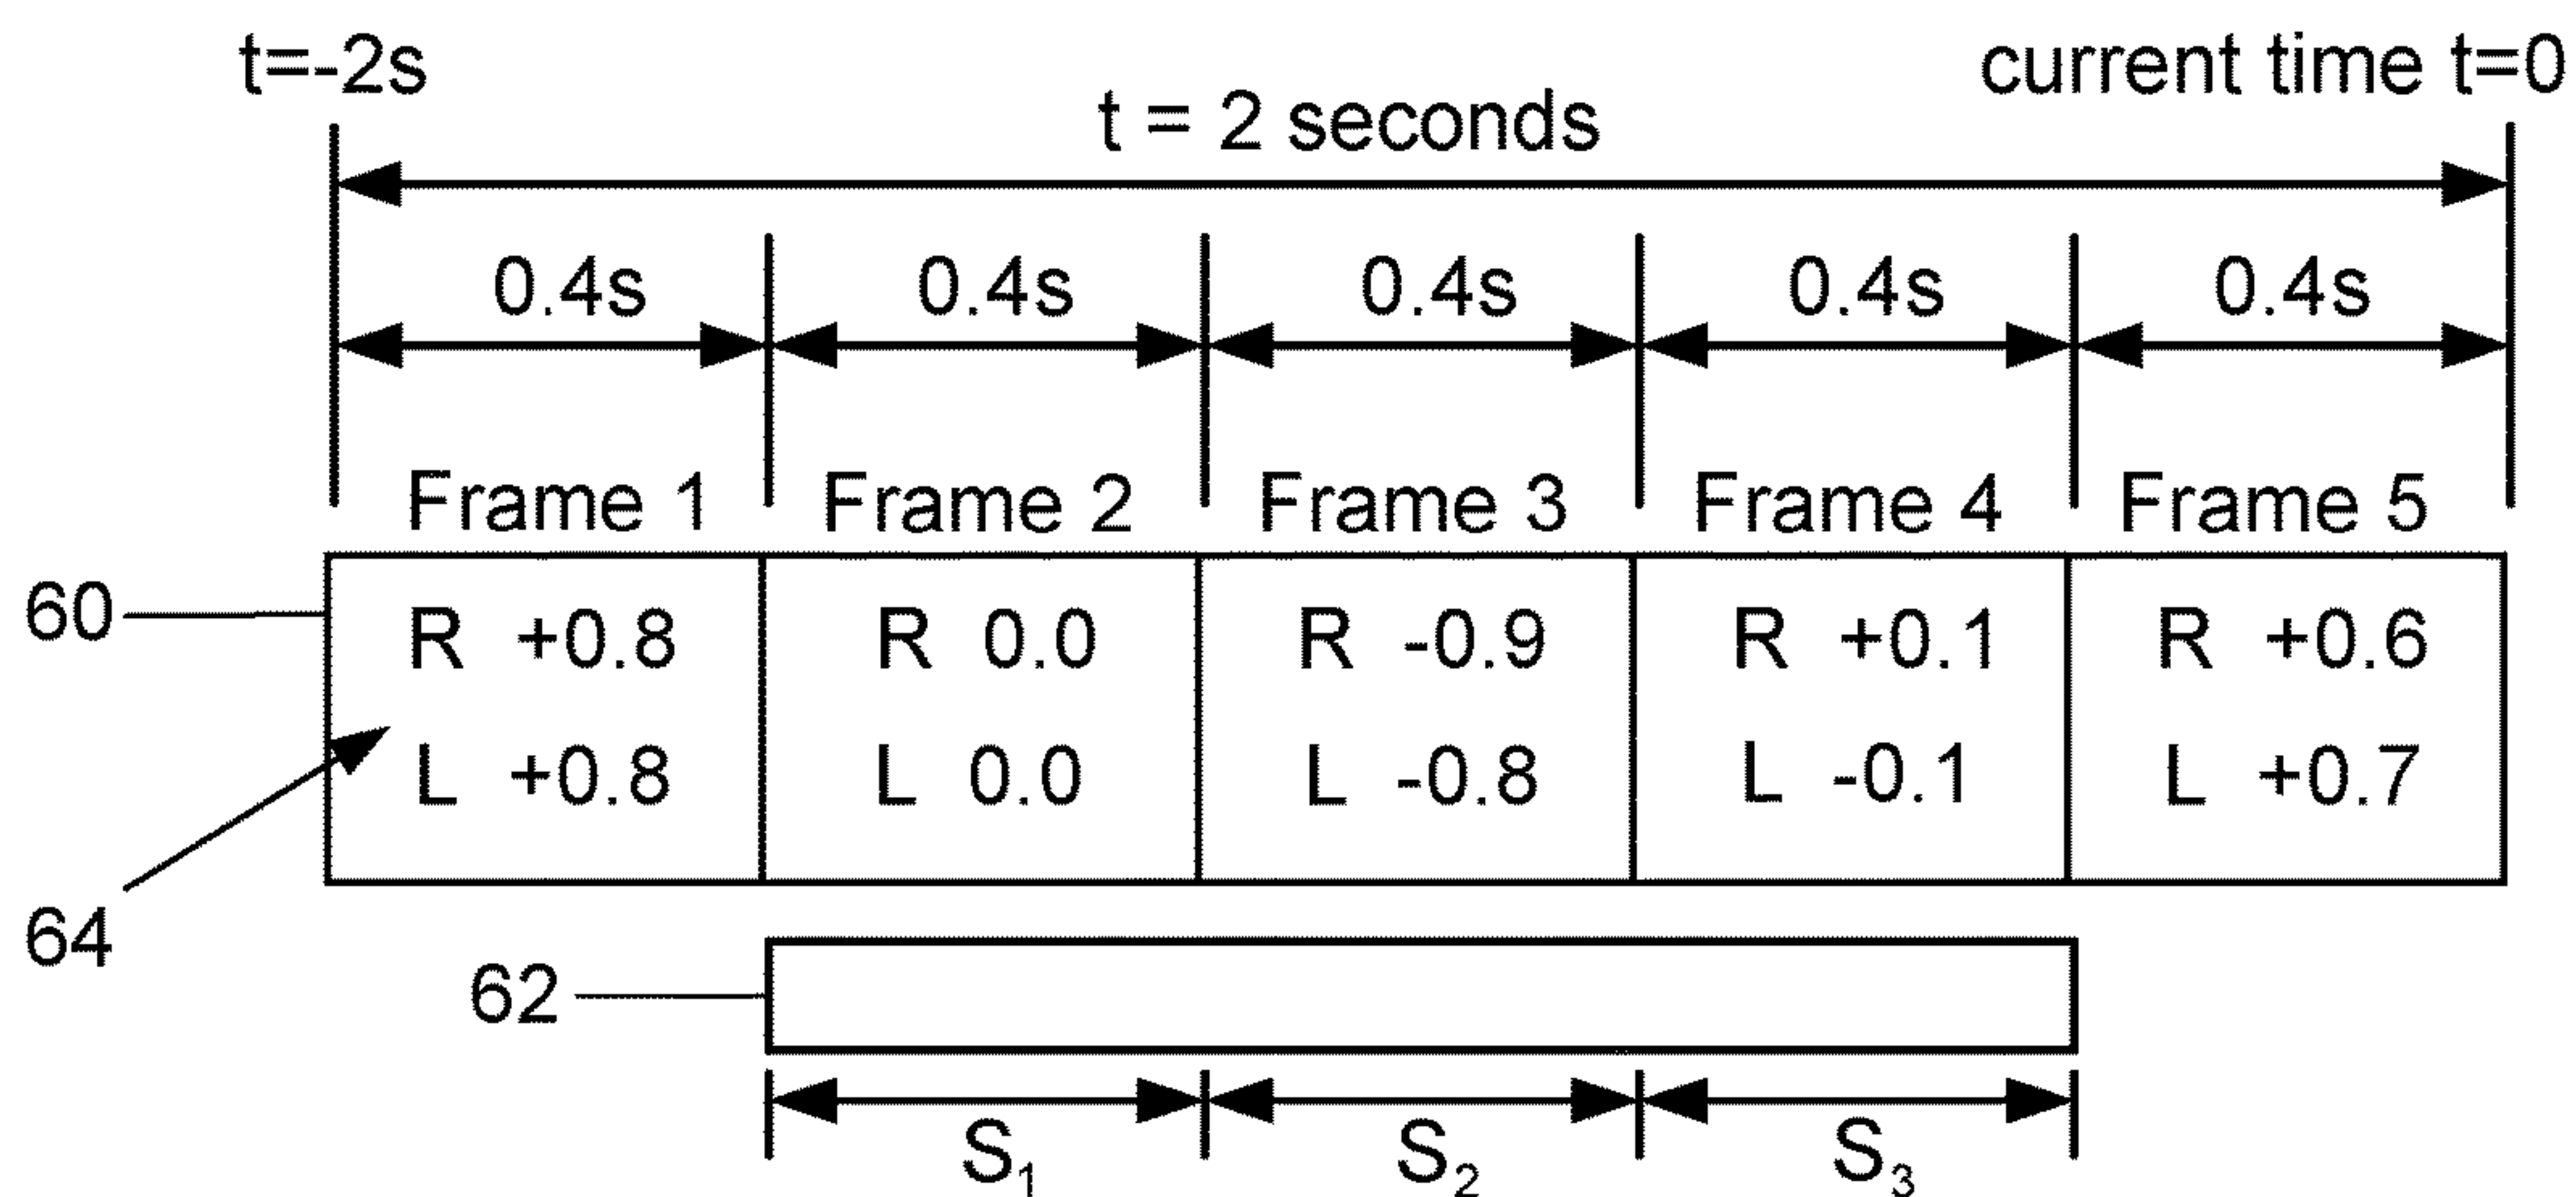 t=-2s
current time t=0
t = 2 seconds
0.4s 0.4s 0.4s 0.4s 0.4s
Frame 1 Frame 2 Frame 3 Frame 4 Frame 5
60
R +0.8 R 0.0 R -0.9 R +0.1 R +0.6
L +0.8 L 0.0 L -0.8 L -0.1 L +0.7
64
62
S₁ S₂ S₃